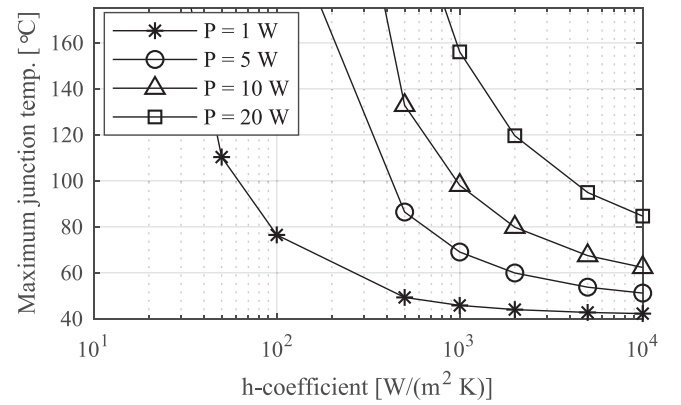 Maximum junction temp. [°C]
160
140
120
100
80
60
40
P = 1 W
P = 5 W
P = 10 W
P = 20 W
10¹ 10² 10³ 10⁴
h-coefficient [W/(m² K)]